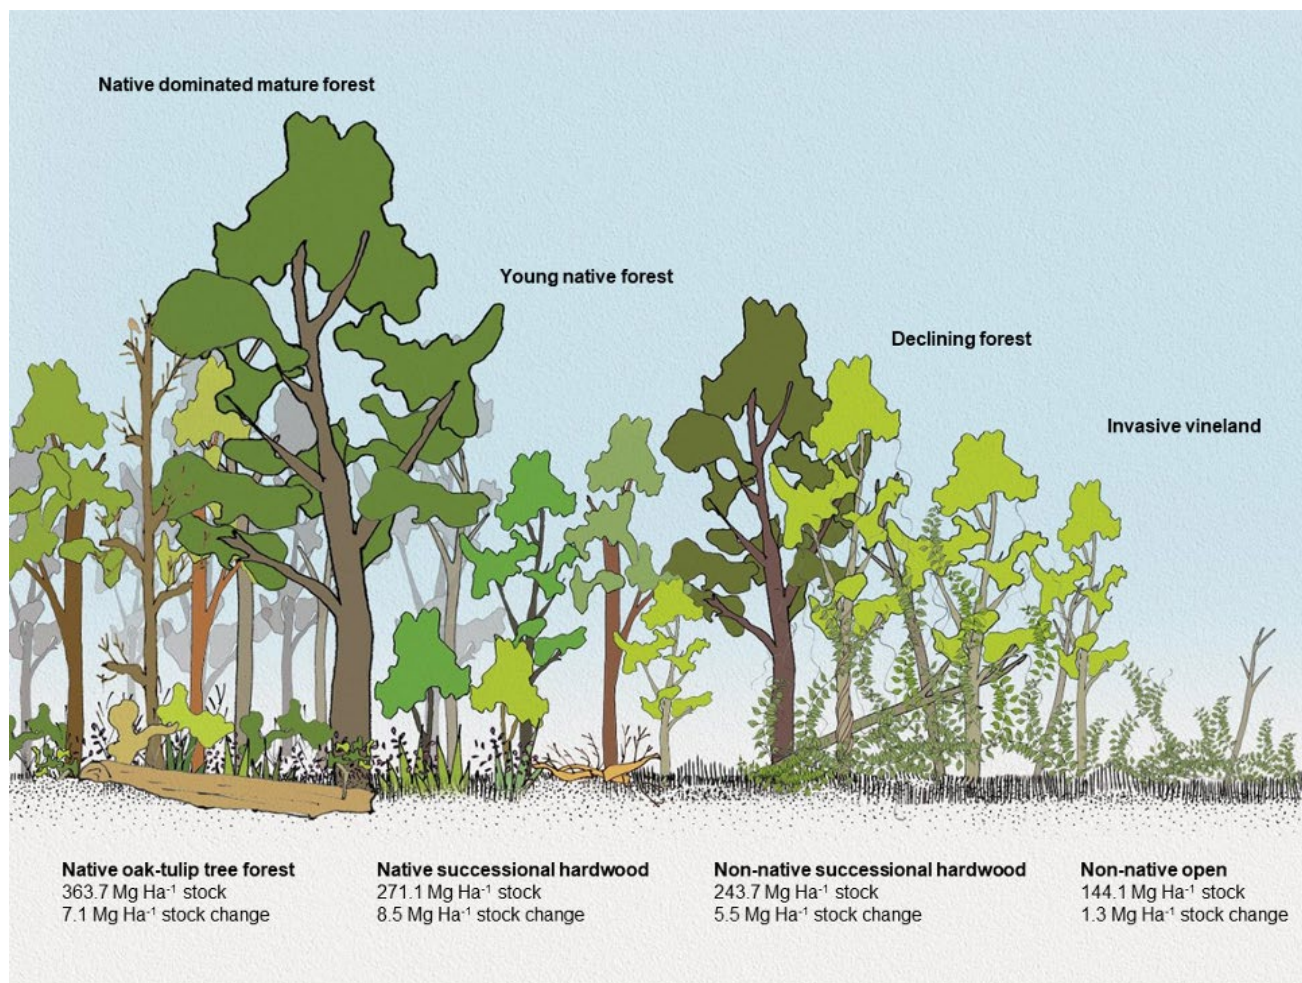 Native dominated mature forest
Young native forest
Declining forest
Invasive vineland
Native oak-tulip tree forest
363.7 Mg Ha⁻¹ stock
7.1 Mg Ha⁻¹ stock change
Native successional hardwood
271.1 Mg Ha⁻¹ stock
8.5 Mg Ha⁻¹ stock change
Non-native successional hardwood
243.7 Mg Ha⁻¹ stock
5.5 Mg Ha⁻¹ stock change
Non-native open
144.1 Mg Ha⁻¹ stock
1.3 Mg Ha⁻¹ stock change